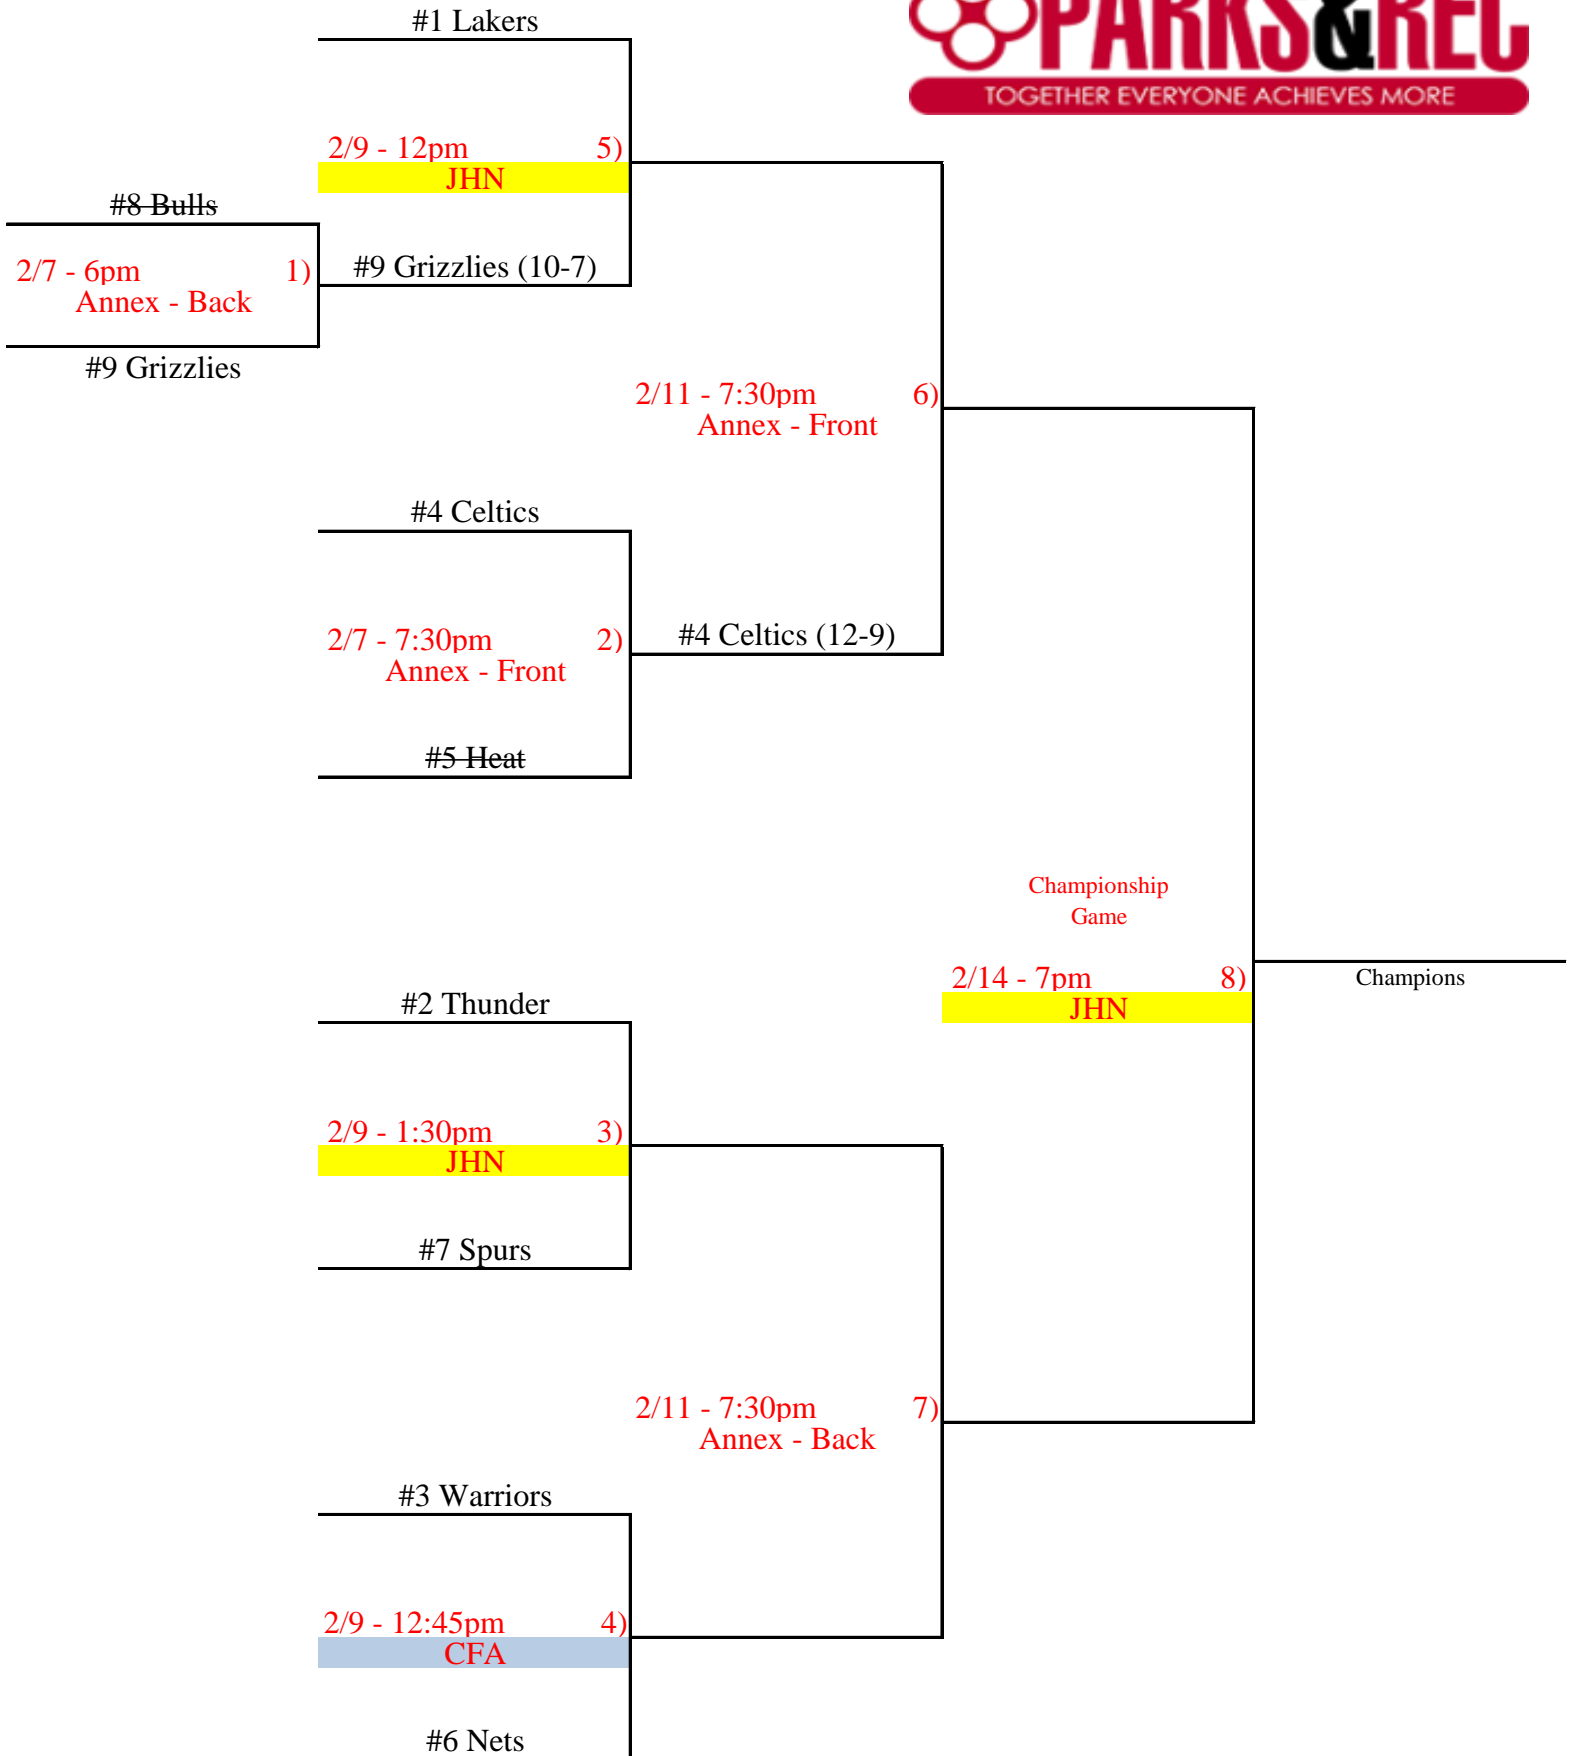 #1 Lakers
PARKS&REC
TOGETHER EVERYONE ACHIEVES MORE
2/9 - 12pm 5)
JHN
#8 Bulls
2/7 - 6pm 1)
Annex - Back
#9 Grizzlies (10-7)
#9 Grizzlies
2/11 - 7:30pm 6)
Annex - Front
#4 Celtics
2/7 - 7:30pm 2)
Annex - Front
#4 Celtics (12-9)
#5 Heat
Championship
Game
2/14 - 7pm 8)
JHN
Champions
#2 Thunder
2/9 - 1:30pm 3)
JHN
#7 Spurs
2/11 - 7:30pm 7)
Annex - Back
#3 Warriors
2/9 - 12:45pm 4)
CFA
#6 Nets